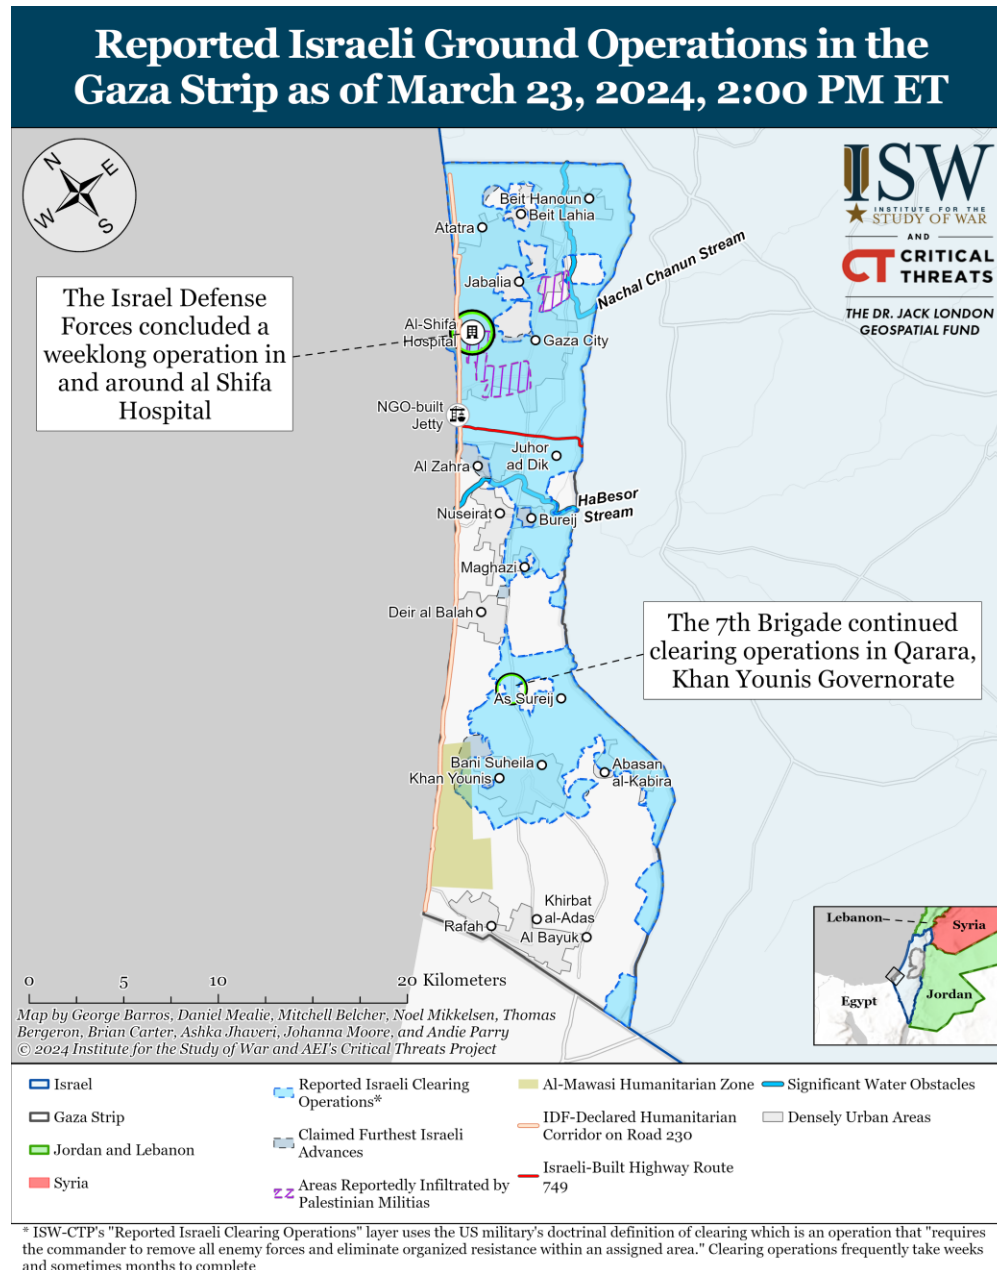 Reported Israeli Ground Operations in the
Gaza Strip as of March 23, 2024, 2:00 PM ET
N
E
W
S
ISW
INSTITUTE FOR THE
STUDY OF WAR
AND
CT CRITICAL
THREATS
THE DR. JACK LONDON
GEOSPATIAL FUND
Beit Hanoun
Beit Lahia
Atatra
Nachal Chanun Stream
Jabalia
The Israel Defense
Forces concluded a
weeklong operation in
and around al Shifa
Hospital
Al-Shifa
Hospital
Gaza City
NGO-built
Jetty
Juhor
ad Dik
Al Zahra
HaBesor
Stream
Nuseirat
Bureij
Maghazi
Deir al Balah
The 7th Brigade continued
clearing operations in Qarara,
Khan Younis Governorate
As Sureij
Bani Suheila
Khan Younis
Abasan
al-Kabira
Khirbat
al-Adas
Rafah
Al Bayuk
Lebanon
Syria
Jordan
Egypt
0 5 10 20 Kilometers
Map by George Barros, Daniel Mealie, Mitchell Belcher, Noel Mikkelsen, Thomas
Bergeron, Brian Carter, Ashka Jhaveri, Johanna Moore, and Andie Parry
© 2024 Institute for the Study of War and AEI's Critical Threats Project
Israel
Gaza Strip
Jordan and Lebanon
Syria
Reported Israeli Clearing
Operations*
Claimed Furthest Israeli
Advances
Areas Reportedly Infiltrated by
Palestinian Militias
Al-Mawasi Humanitarian Zone
IDF-Declared Humanitarian
Corridor on Road 230
Israeli-Built Highway Route
749
Significant Water Obstacles
Densely Urban Areas
* ISW-CTP's "Reported Israeli Clearing Operations" layer uses the US military's doctrinal definition of clearing which is an operation that "requires
the commander to remove all enemy forces and eliminate organized resistance within an assigned area." Clearing operations frequently take weeks
and sometimes months to complete